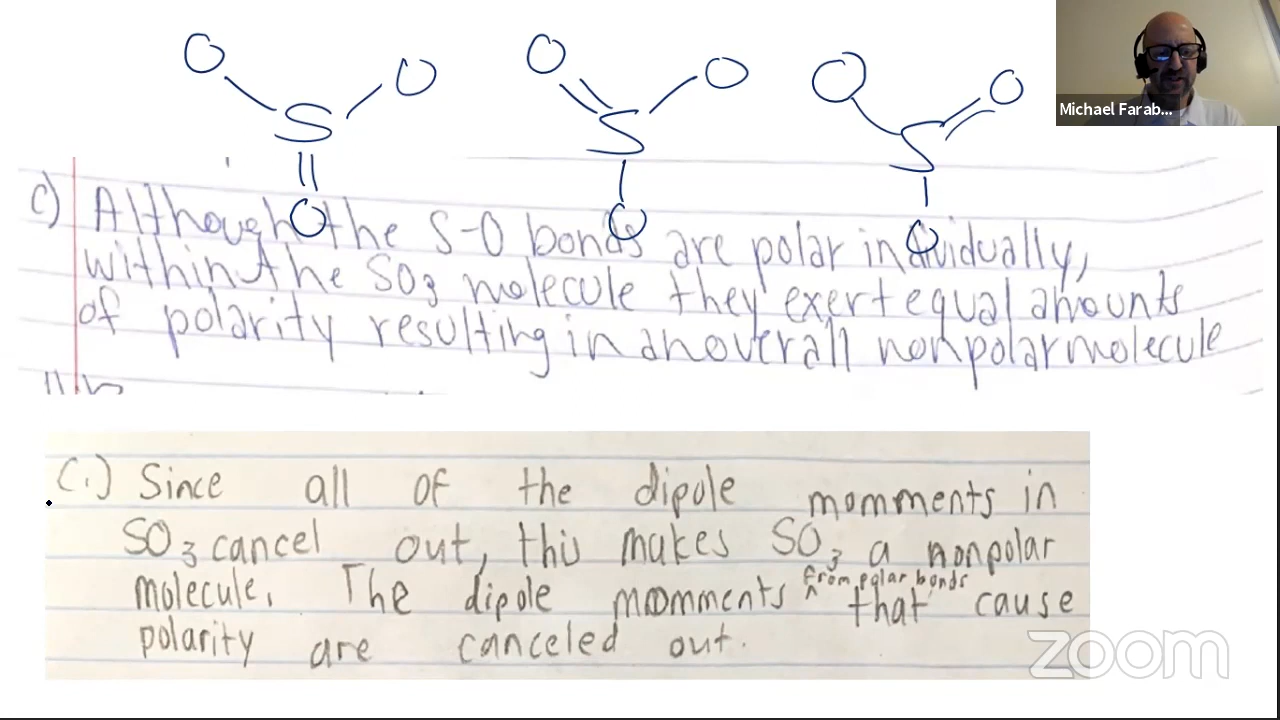 O O O O O O
S S S
O O O
Michael Farab...
c) Although the S-O bonds are polar individually,
within the SO3 molecule they exert equal amounts
of polarity resulting in an overall nonpolar molecule
(C.) Since all of the dipole momments in
SO3 cancel out, this makes SO3 a nonpolar
molecule. The dipole momments ^from polar bonds that cause
polarity are canceled out.
zoom